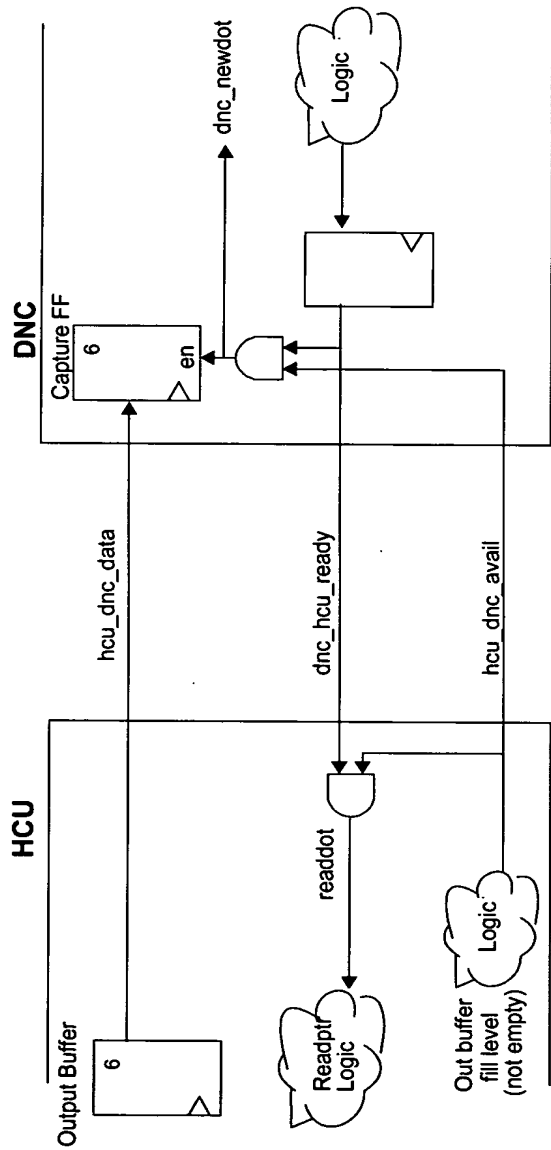 HCU
DNC
Output Buffer
6
hcu_dnc_data
Capture FF
6
en
dnc_newdot
Readptr
Logic
readdot
dnc_hcu_ready
Logic
Out buffer
fill level
(not empty)
Logic
hcu_dnc_avail